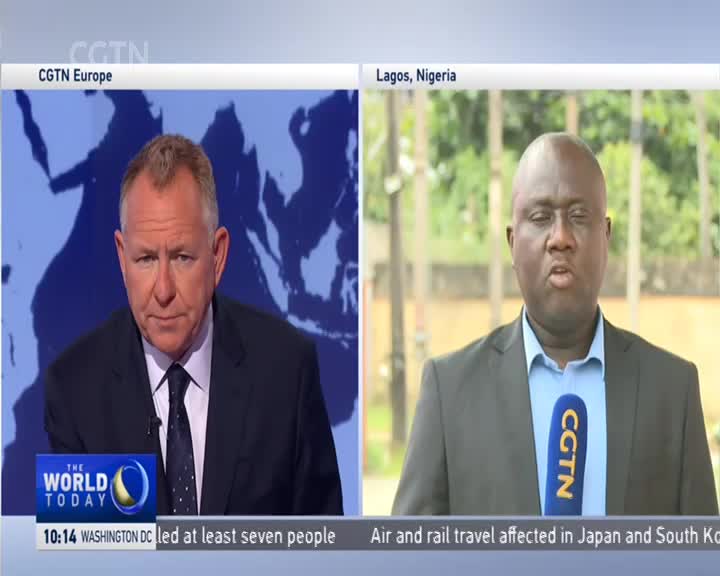 CGTN
CGTN Europe
Lagos, Nigeria
CGTN
THE
WORLD
TODAY
10:14 WASHINGTON DC
led at least seven people Air and rail travel affected in Japan and South Ko